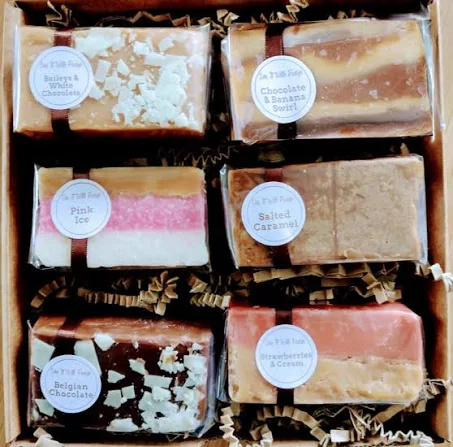 Baileys &
White
Chocolate
Chocolate
& Banana
Swirl
Pink
Ice
Salted
Caramel
Belgian
Chocolate
Strawberries
& Cream